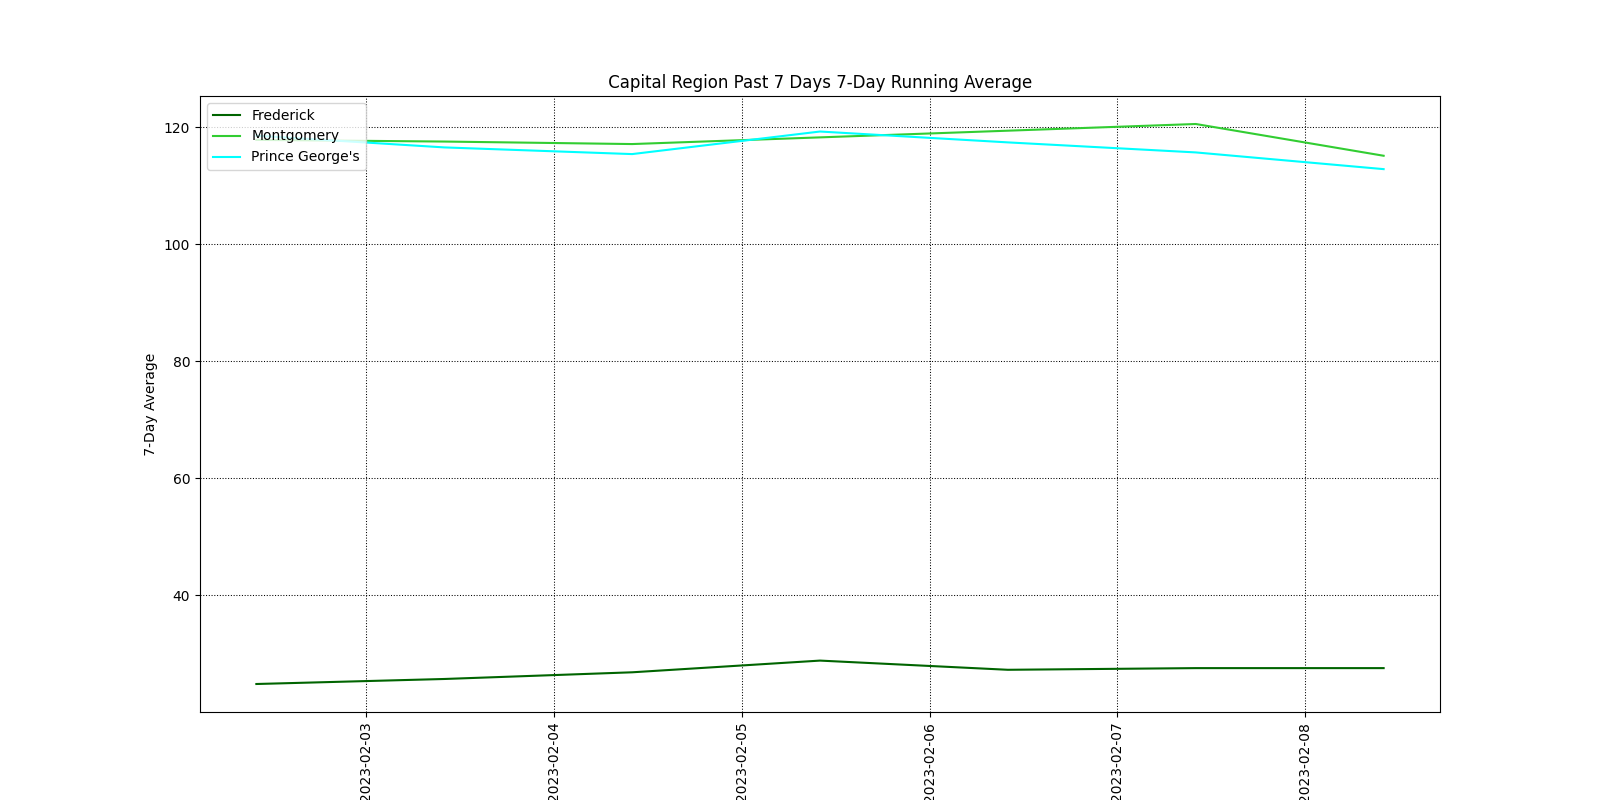 Capital Region Past 7 Days 7-Day Running Average
Frederick
Montgomery
Prince George's
120
100
80
60
40
7-Day Average
2023-02-03
2023-02-04
2023-02-05
2023-02-06
2023-02-07
2023-02-08